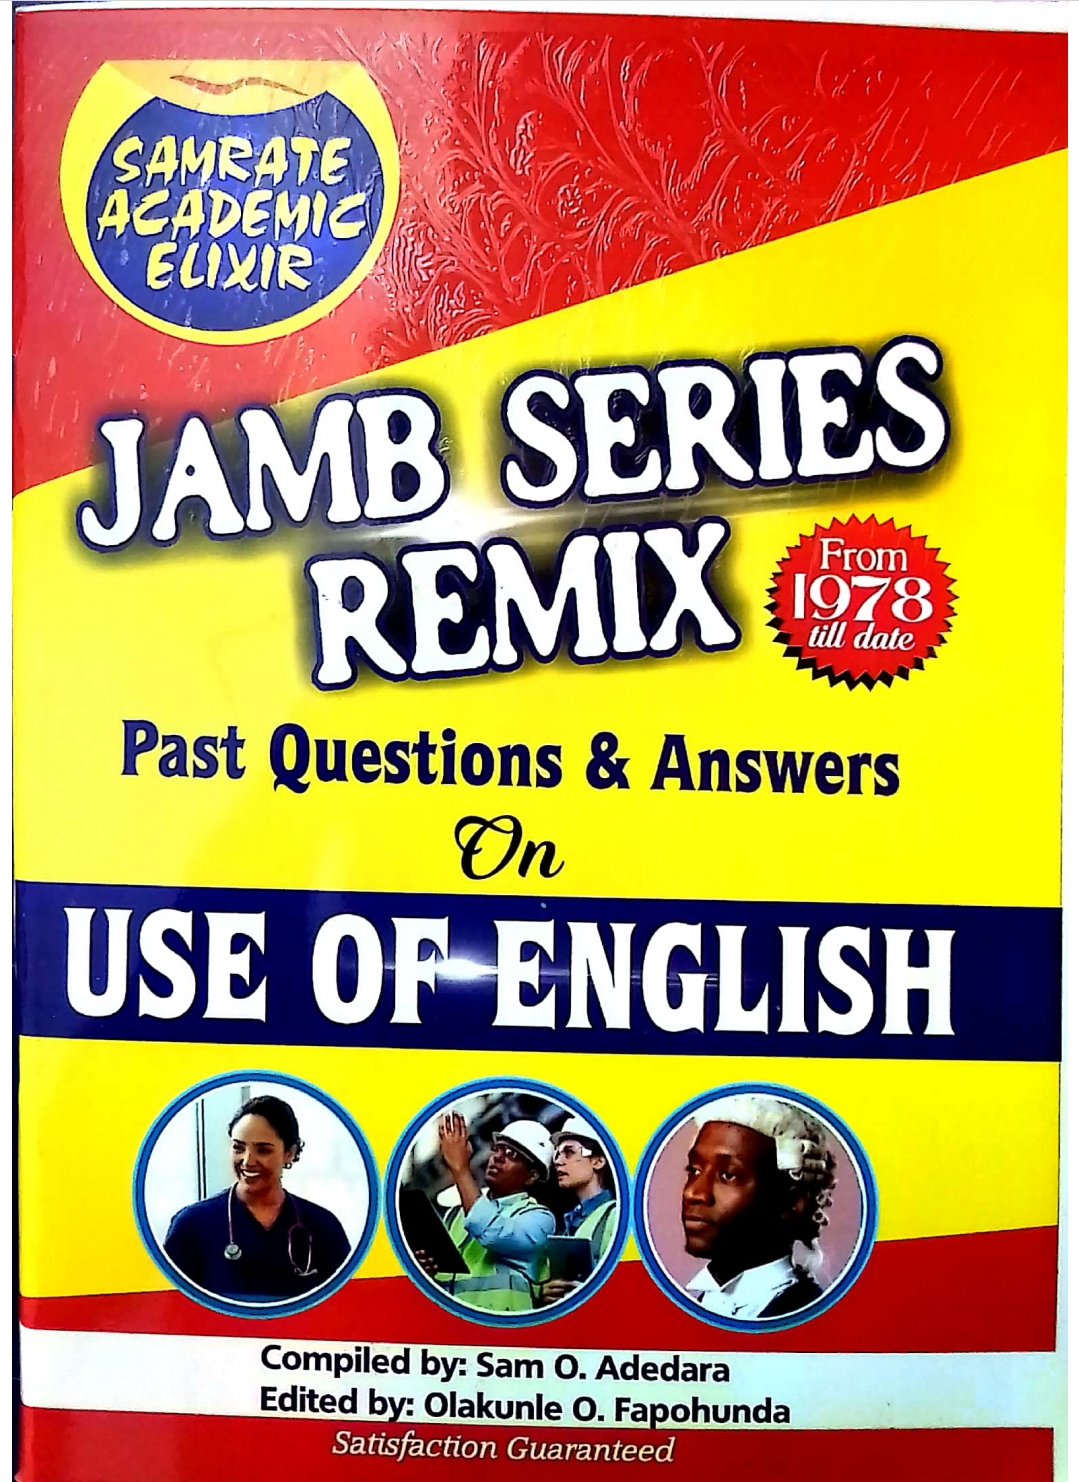 SAMRATE
ACADEMIC
ELIXIR
JAMB SERIES
REMIX
From
1978
till date
Past Questions & Answers
On
USE OF ENGLISH
Compiled by: Sam O. Adedara
Edited by: Olakunle O. Fapohunda
Satisfaction Guaranteed